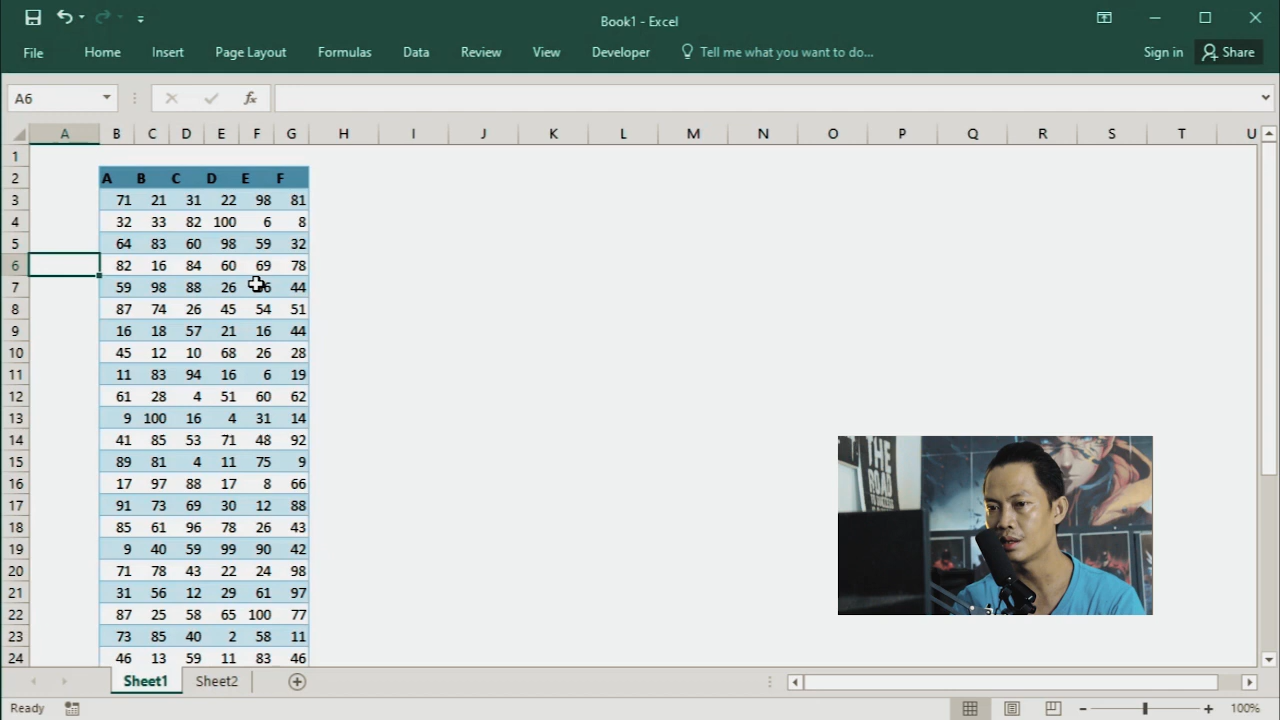 Book1 - Excel
File Home Insert Page Layout Formulas Data Review View Developer Tell me what you want to do... Sign in Share
A6 fx
A B C D E F G H I J K L M N O P Q R S T U
1
2 A B C D E F
3 71 21 31 22 98 81
4 32 33 82 100 6 8
5 64 83 60 98 59 32
6 82 16 84 60 69 78
7 59 98 88 26 44
8 87 74 26 45 54 51
9 16 18 57 21 16 44
10 45 12 10 68 26 28
11 11 83 94 16 6 19
12 61 28 4 51 60 62
13 9 100 16 4 31 14
14 41 85 53 71 48 92
15 89 81 4 11 75 9
16 17 97 88 17 8 66
17 91 73 69 30 12 88
18 85 61 96 78 26 43
19 9 40 59 99 90 42
20 71 78 43 22 24 98
21 31 56 12 29 61 97
22 87 25 58 65 100 77
23 73 85 40 2 58 11
24 46 13 59 11 83 46
THE
ROAD
Sheet1 Sheet2
Ready 100%